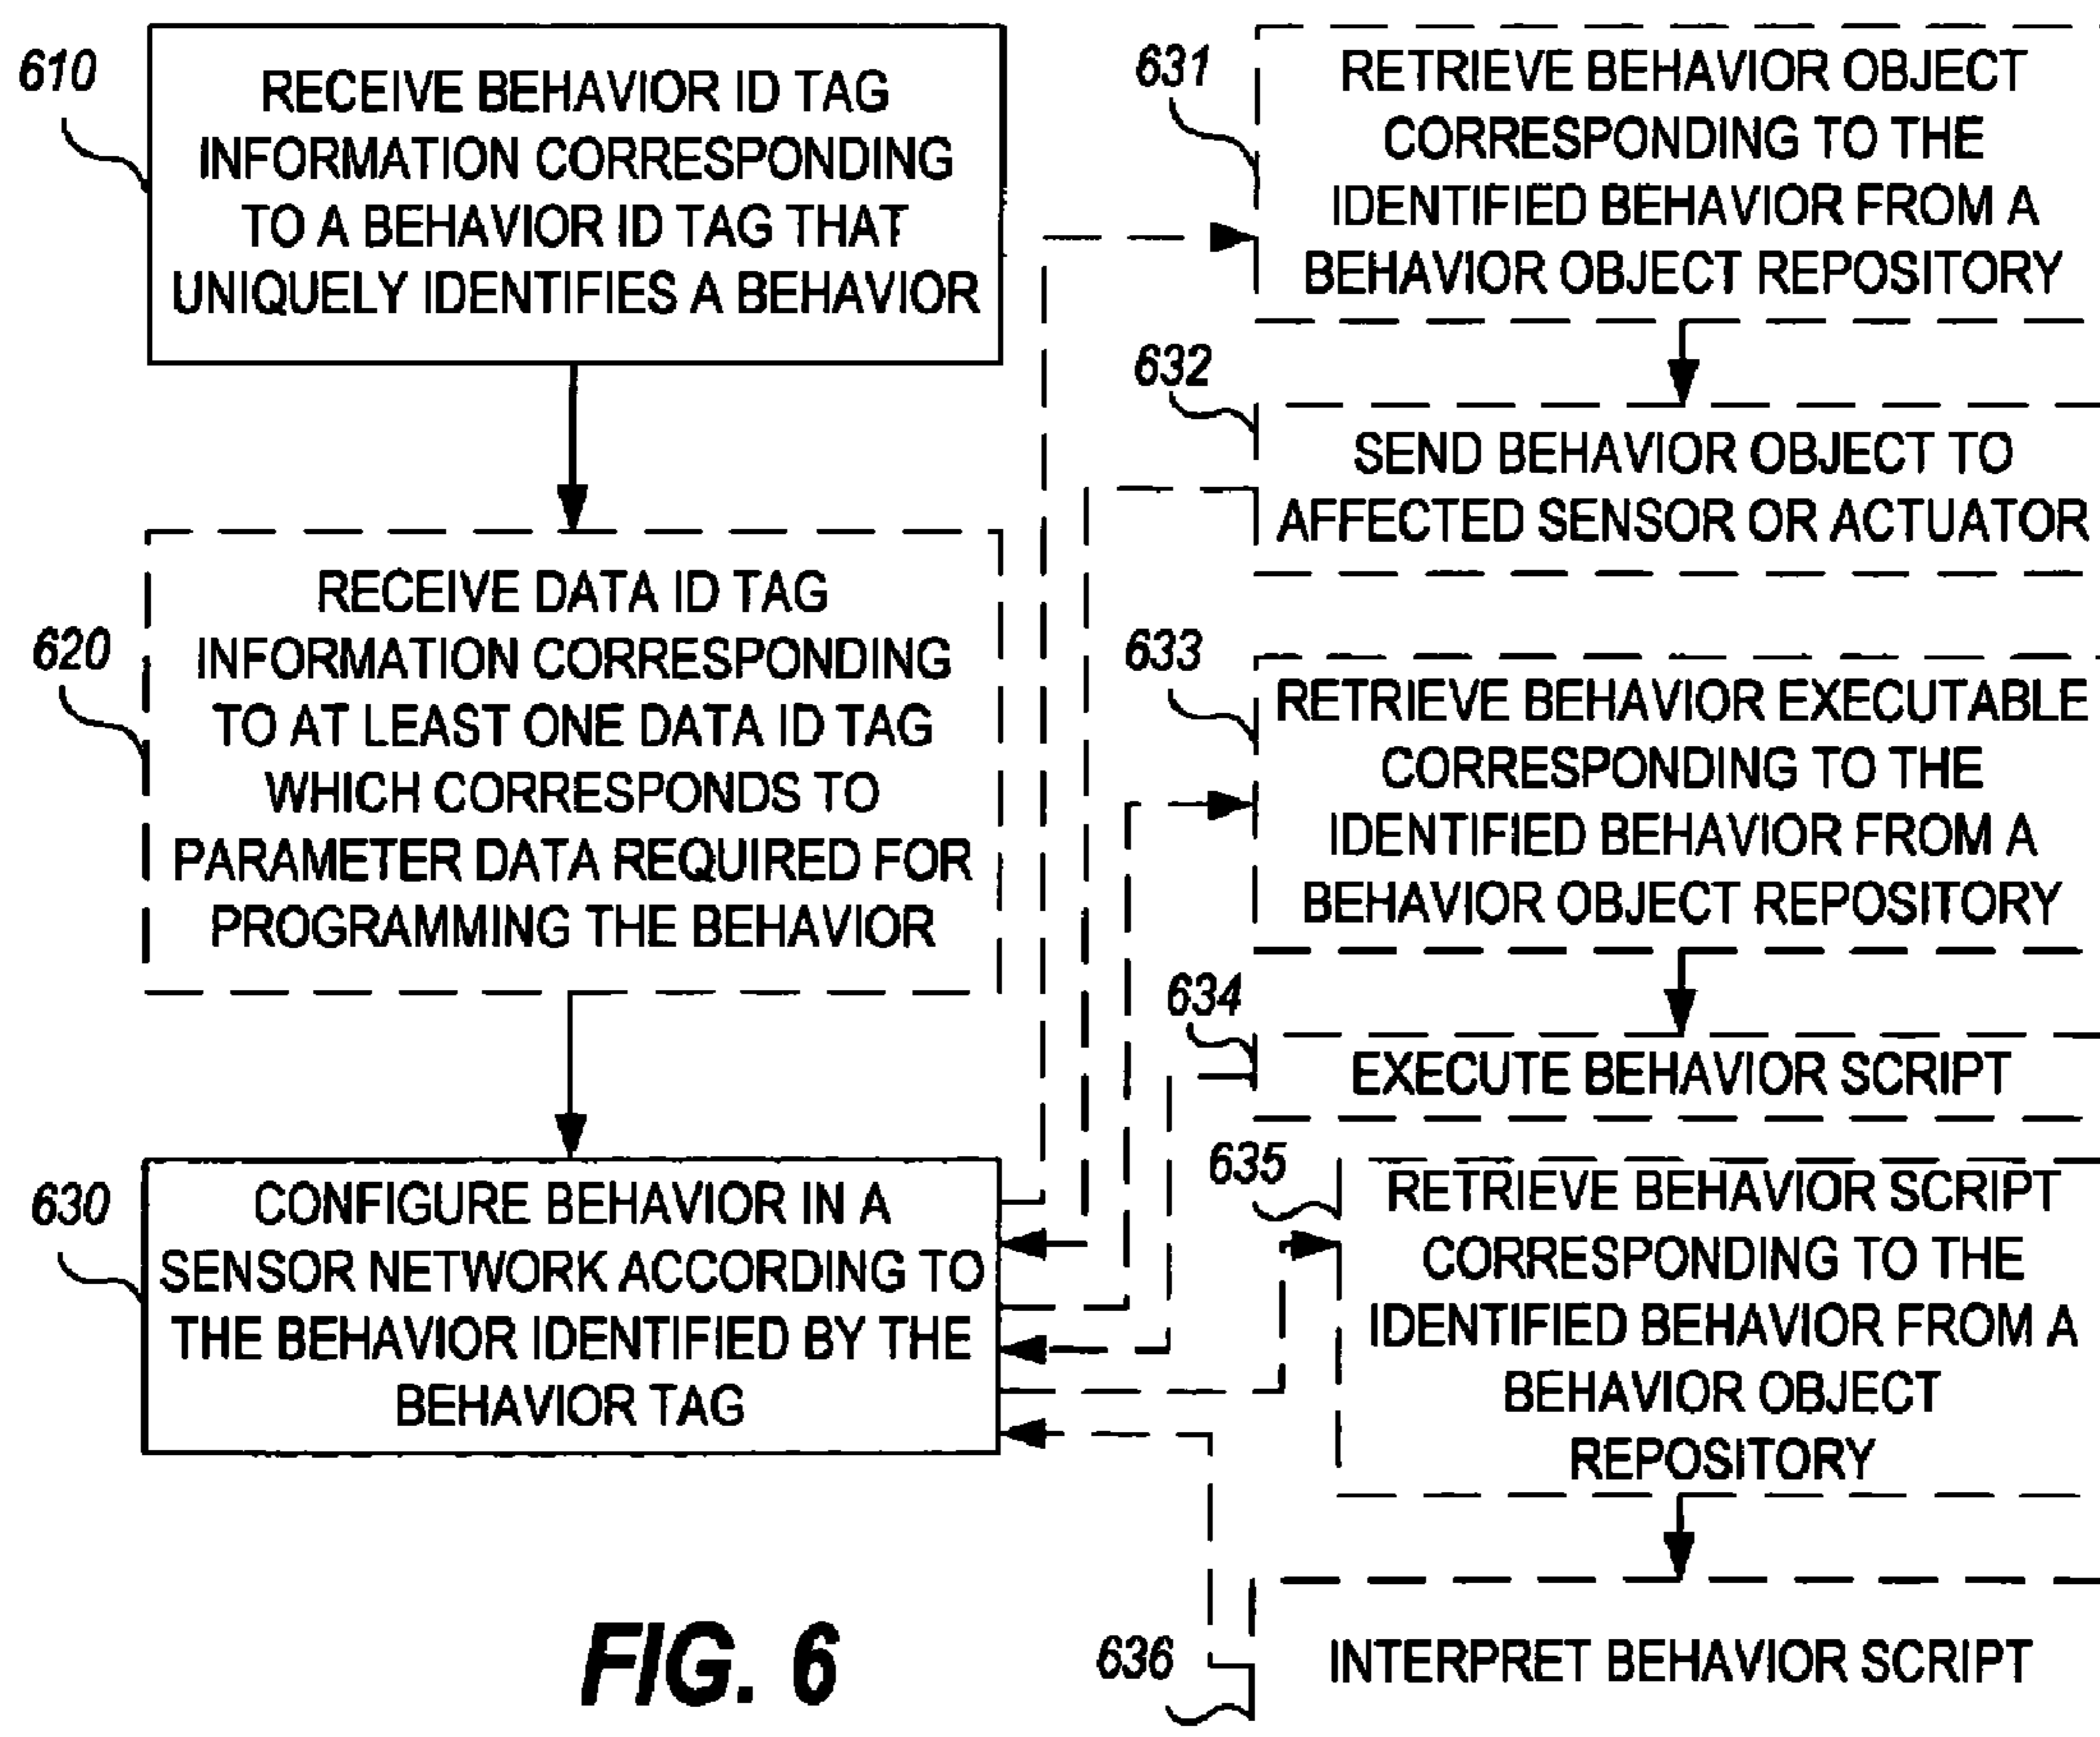 610
RECEIVE BEHAVIOR ID TAG
INFORMATION CORRESPONDING
TO A BEHAVIOR ID TAG THAT
UNIQUELY IDENTIFIES A BEHAVIOR
620
RECEIVE DATA ID TAG
INFORMATION CORRESPONDING
TO AT LEAST ONE DATA ID TAG
WHICH CORRESPONDS TO
PARAMETER DATA REQUIRED FOR
PROGRAMMING THE BEHAVIOR
630
CONFIGURE BEHAVIOR IN A
SENSOR NETWORK ACCORDING TO
THE BEHAVIOR IDENTIFIED BY THE
BEHAVIOR TAG
631
RETRIEVE BEHAVIOR OBJECT
CORRESPONDING TO THE
IDENTIFIED BEHAVIOR FROM A
BEHAVIOR OBJECT REPOSITORY
632
SEND BEHAVIOR OBJECT TO
AFFECTED SENSOR OR ACTUATOR
633
RETRIEVE BEHAVIOR EXECUTABLE
CORRESPONDING TO THE
IDENTIFIED BEHAVIOR FROM A
BEHAVIOR OBJECT REPOSITORY
634
EXECUTE BEHAVIOR SCRIPT
635
RETRIEVE BEHAVIOR SCRIPT
CORRESPONDING TO THE
IDENTIFIED BEHAVIOR FROM A
BEHAVIOR OBJECT
REPOSITORY
636
INTERPRET BEHAVIOR SCRIPT
FIG. 6